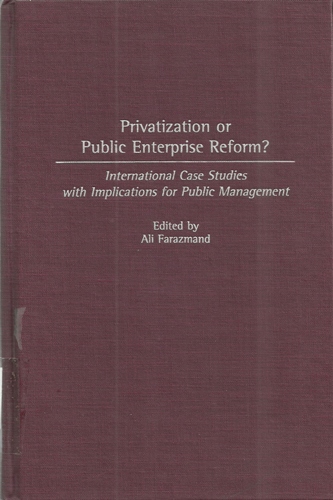 Privatization or
Public Enterprise Reform?
International Case Studies
with Implications for Public Management
Edited by
Ali Farazmand